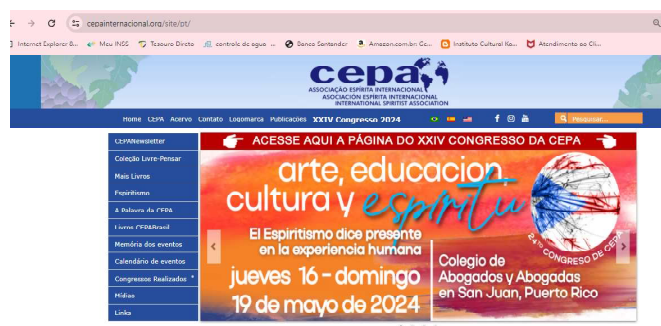 cepainternacional.org/site/pt/
Internet Explorer B... Meu INSS Tesouro Direto controle de agua ... Banco Santander Amazon.com.br: Co... Instituto Cultural Ka... Atendimento ao Cli...
cepa
ASSOCIAÇÃO ESPÍRITA INTERNACIONAL
ASOCIACIÓN ESPÍRITA INTERNACIONAL
INTERNATIONAL SPIRITIST ASSOCIATION
Home CEPA Acervo Contato Logomarca Publicações XXIV Congresso 2024 Pesquisar...
CEPANewsletter
Coleção Livre-Pensar
Mais Livros
Espiritismo
A Palavra da CEPA
Livros CEPABrasil
Memória dos eventos
Calendário de eventos
Congressos Realizados
Mídias
Links
ACESSE AQUI A PÁGINA DO XXIV CONGRESSO DA CEPA
arte, educacion,
cultura y espíritu
El Espiritismo dice presente
en la experiencia humana
jueves 16 - domingo
19 de mayo de 2024
24to CONGRESO DE CEPA
Colegio de
Abogados y Abogadas
en San Juan, Puerto Rico